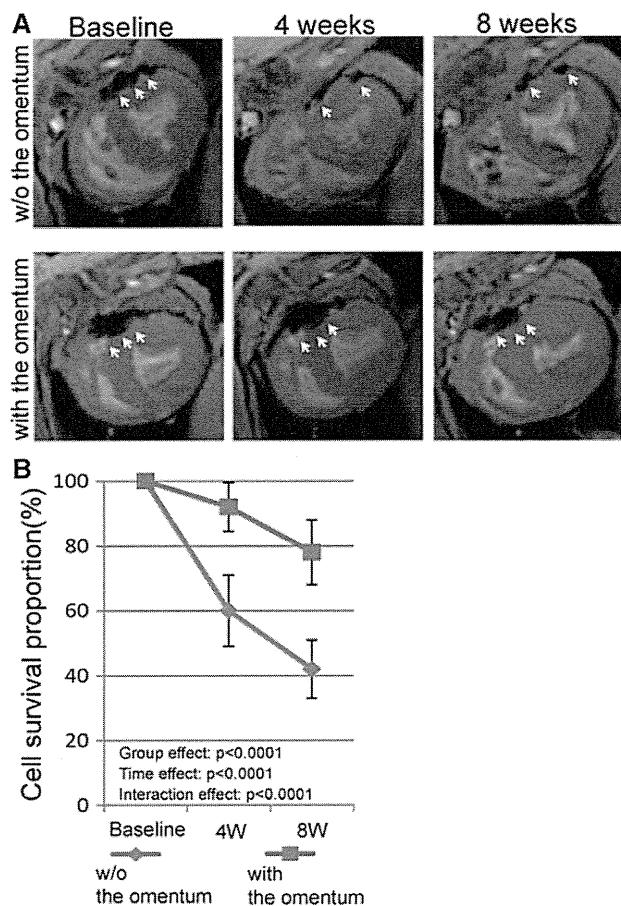 A
Baseline 4 weeks 8 weeks
w/o the omentum
with the omentum
B
Cell survival proportion(%)
100
80
60
40
20
0
Group effect: p<0.0001
Time effect: p<0.0001
Interaction effect: p<0.0001
Baseline 4W 8W
w/o
the omentum
with
the omentum